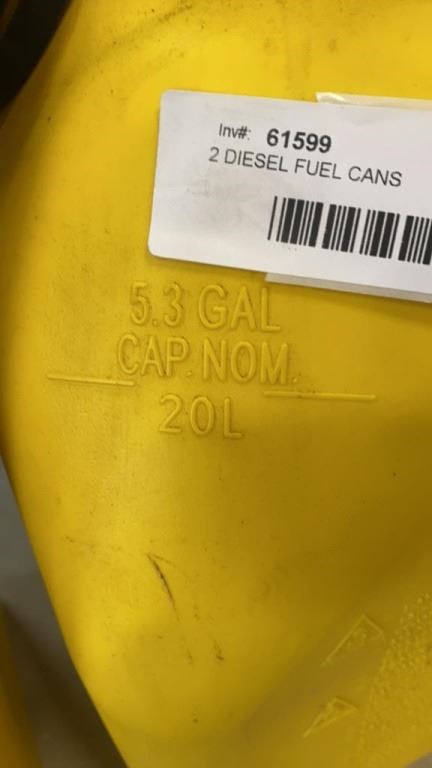 Inv#: 61599
2 DIESEL FUEL CANS
5.3 GAL
CAP. NOM.
20L